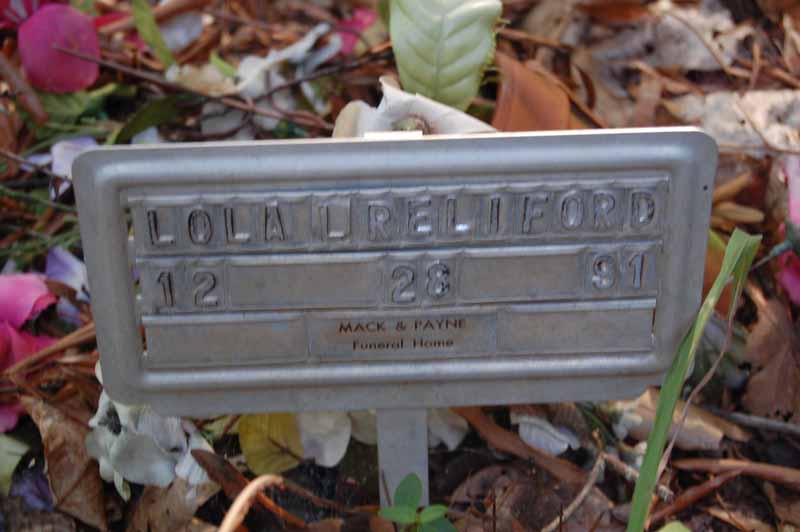 LOLA L RELIFORD
12 28 91
MACK & PAYNE
Funeral Home